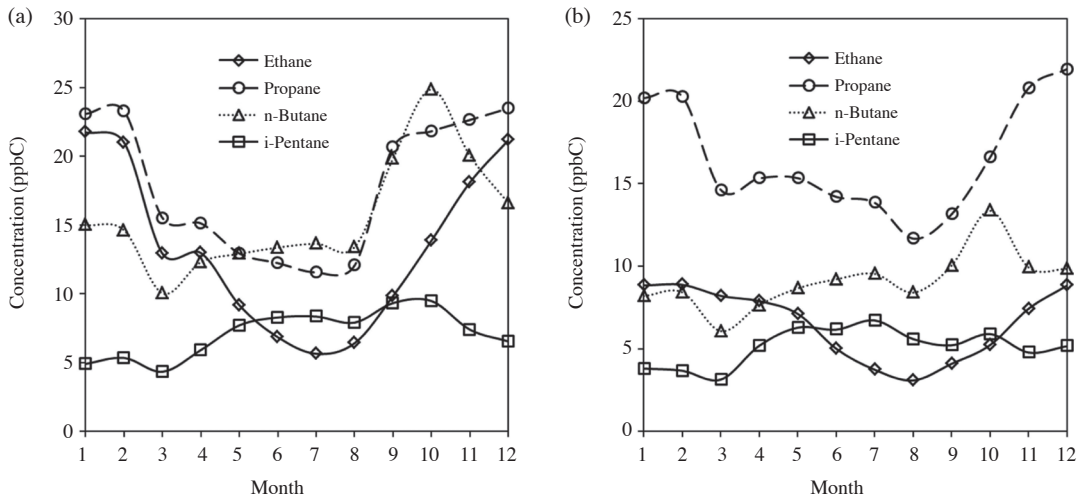 (a)
30
25
20
15
10
5
0
Concentration (ppbC)
Ethane
Propane
n-Butane
i-Pentane
1 2 3 4 5 6 7 8 9 10 11 12
Month
(b)
25
20
15
10
5
0
Concentration (ppbC)
Ethane
Propane
n-Butane
i-Pentane
1 2 3 4 5 6 7 8 9 10 11 12
Month